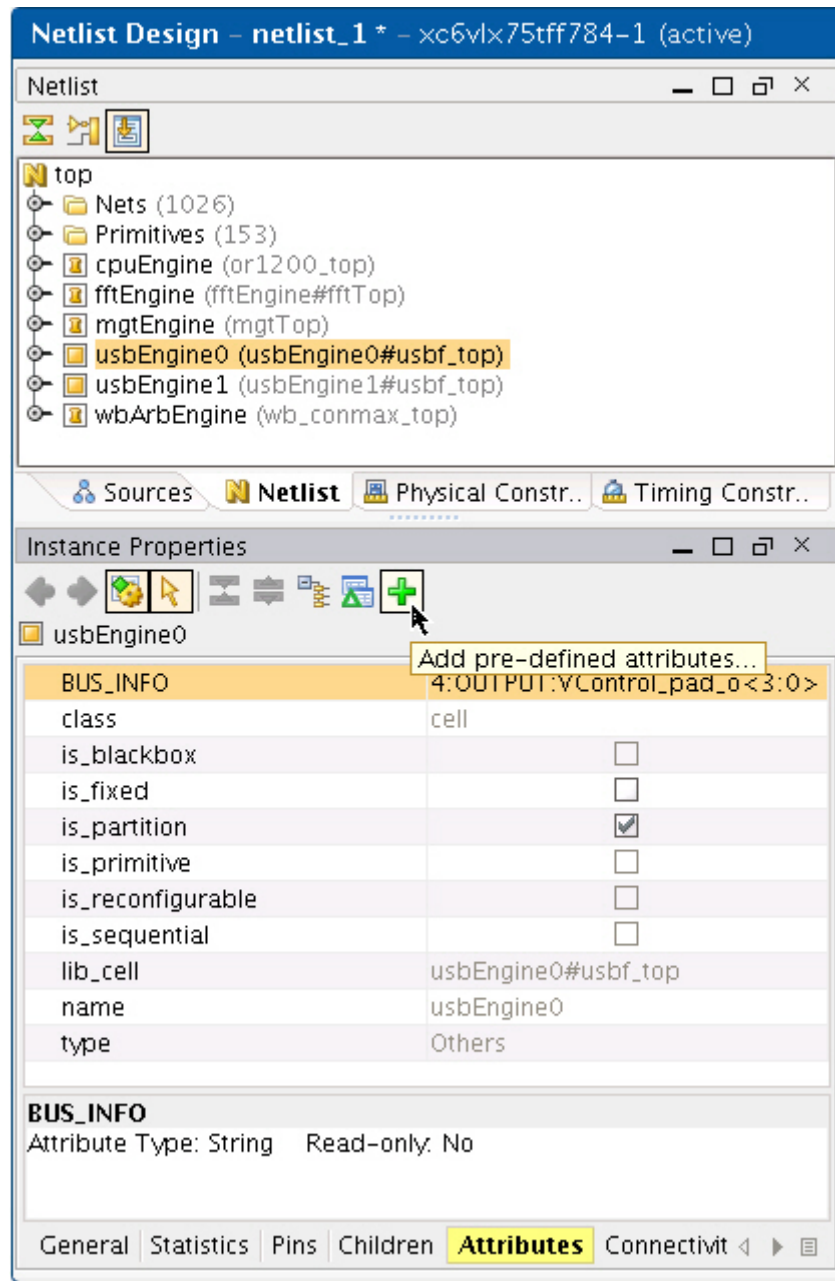 Netlist Design – netlist_1 * – xc6vlx75tff784–1 (active)
Netlist
top
Nets (1026)
Primitives (153)
cpuEngine (or1200_top)
fftEngine (fftEngine#fftTop)
mgtEngine (mgtTop)
usbEngine0 (usbEngine0#usbf_top)
usbEngine1 (usbEngine1#usbf_top)
wbArbEngine (wb_conmax_top)
Sources Netlist Physical Constr.. Timing Constr..
Instance Properties
usbEngine0
Add pre-defined attributes...
BUS_INFO 4:OUTPUT:VControl_pad_o<3:0>
class cell
is_blackbox
is_fixed
is_partition
is_primitive
is_reconfigurable
is_sequential
lib_cell usbEngine0#usbf_top
name usbEngine0
type Others
BUS_INFO
Attribute Type: String Read-only: No
General Statistics Pins Children Attributes Connectivit